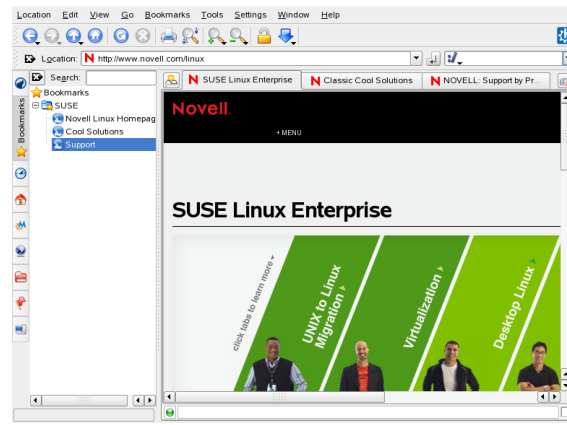 Location Edit View Go Bookmarks Tools Settings Window Help
Location: http://www.novell.com/linux
Search:
SUSE Linux Enterprise
Classic Cool Solutions
NOVELL: Support by Pr...
Bookmarks
Bookmarks
SUSE
Novell Linux Homepag
Cool Solutions
Support
Novell.
+ MENU
SUSE Linux Enterprise
click tabs to learn more
UNIX to Linux
Migration
Virtualization
Desktop Linux